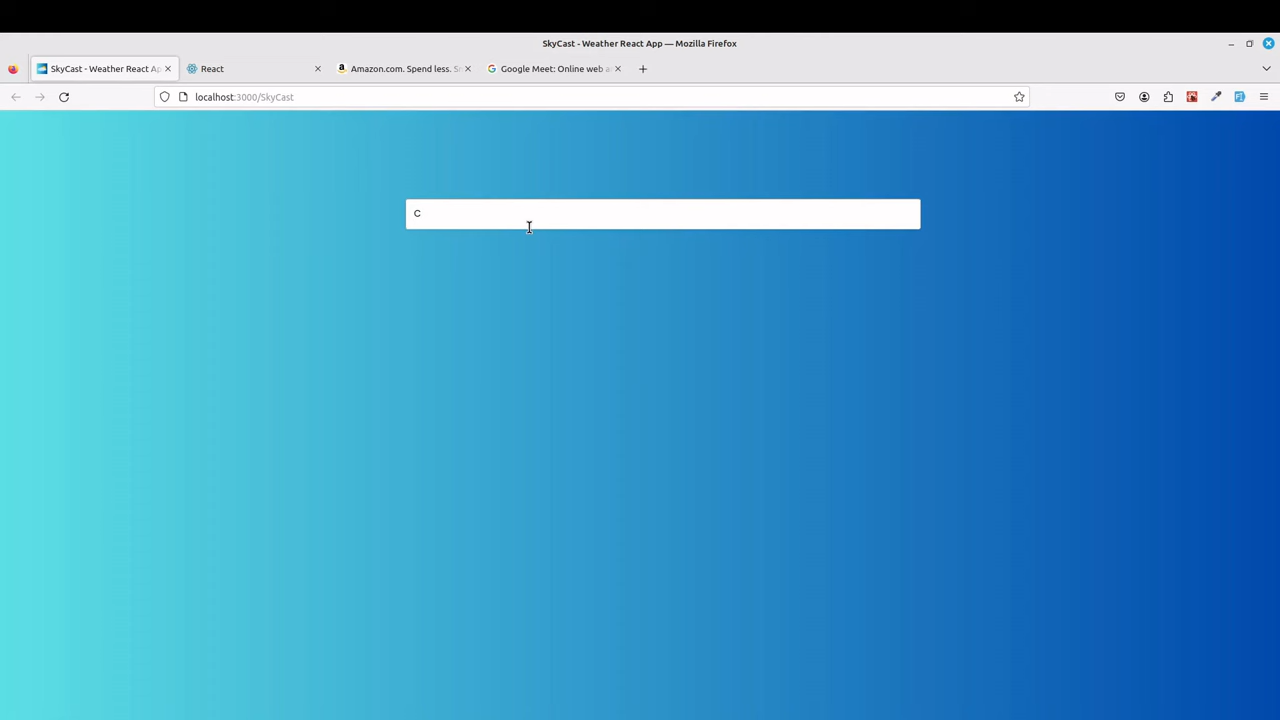 SkyCast - Weather React App — Mozilla Firefox
SkyCast - Weather React Ap
React
Amazon.com. Spend less. S
Google Meet: Online web a
localhost:3000/SkyCast
C